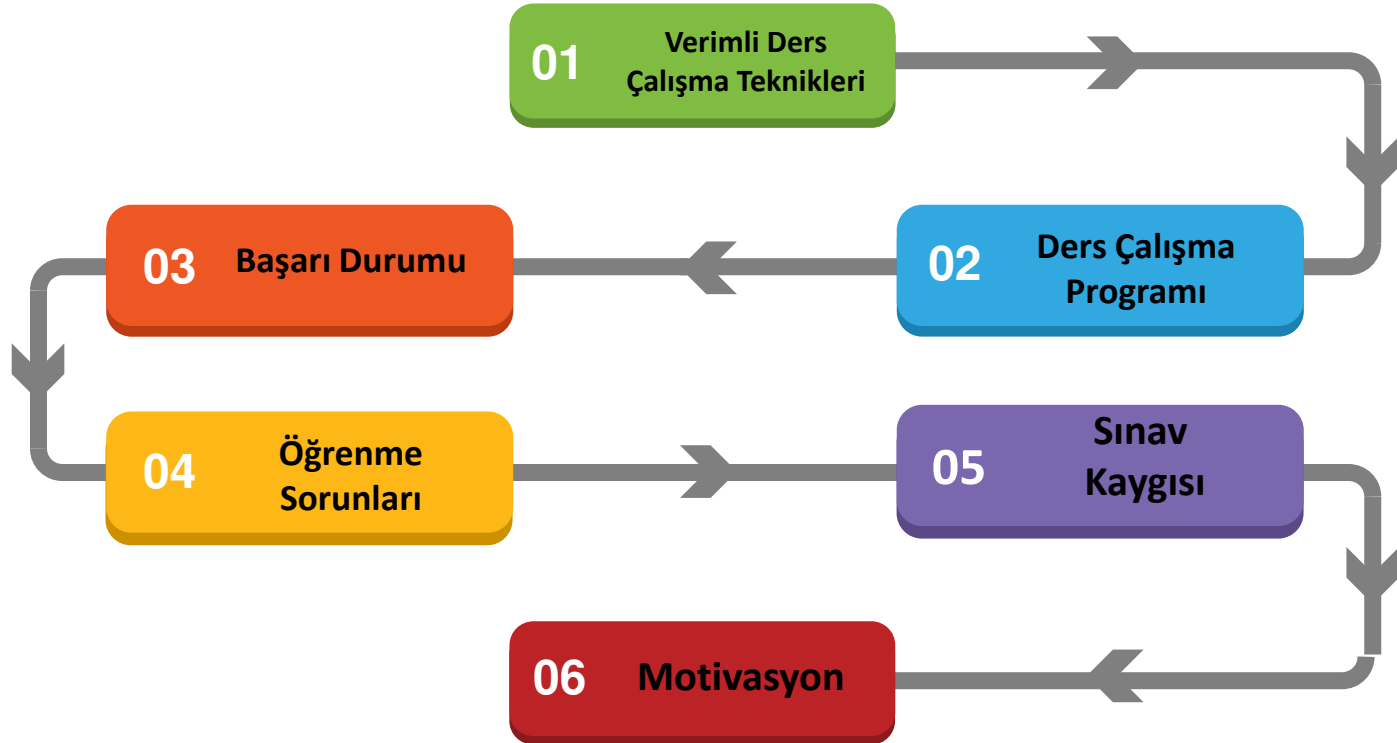 01
Verimli Ders
Çalışma Teknikleri
02
Ders Çalışma
Programı
03
Başarı Durumu
04
Öğrenme
Sorunları
05
Sınav
Kaygısı
06
Motivasyon